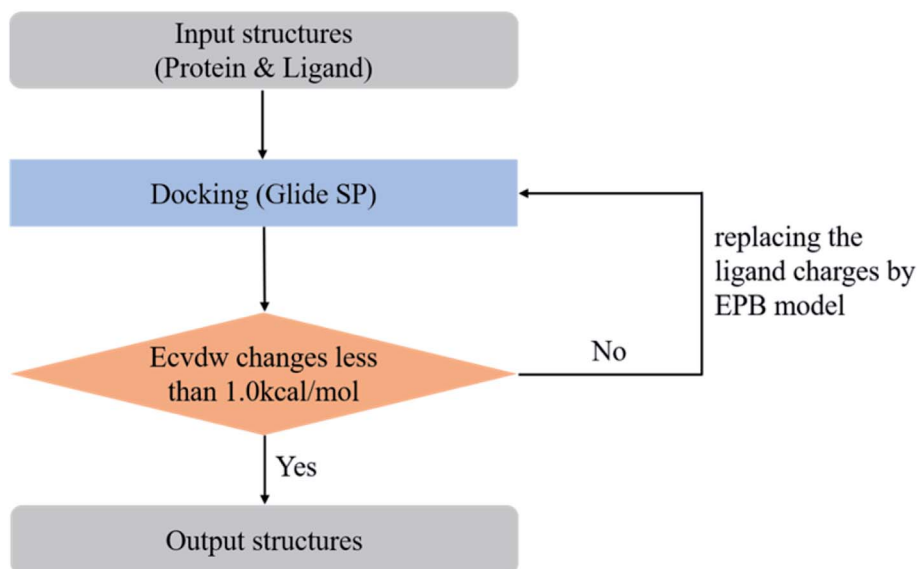 Input structures
(Protein & Ligand)
Docking (Glide SP)
replacing the
ligand charges by
EPB model
Ecvdw changes less
than 1.0kcal/mol
No
Yes
Output structures